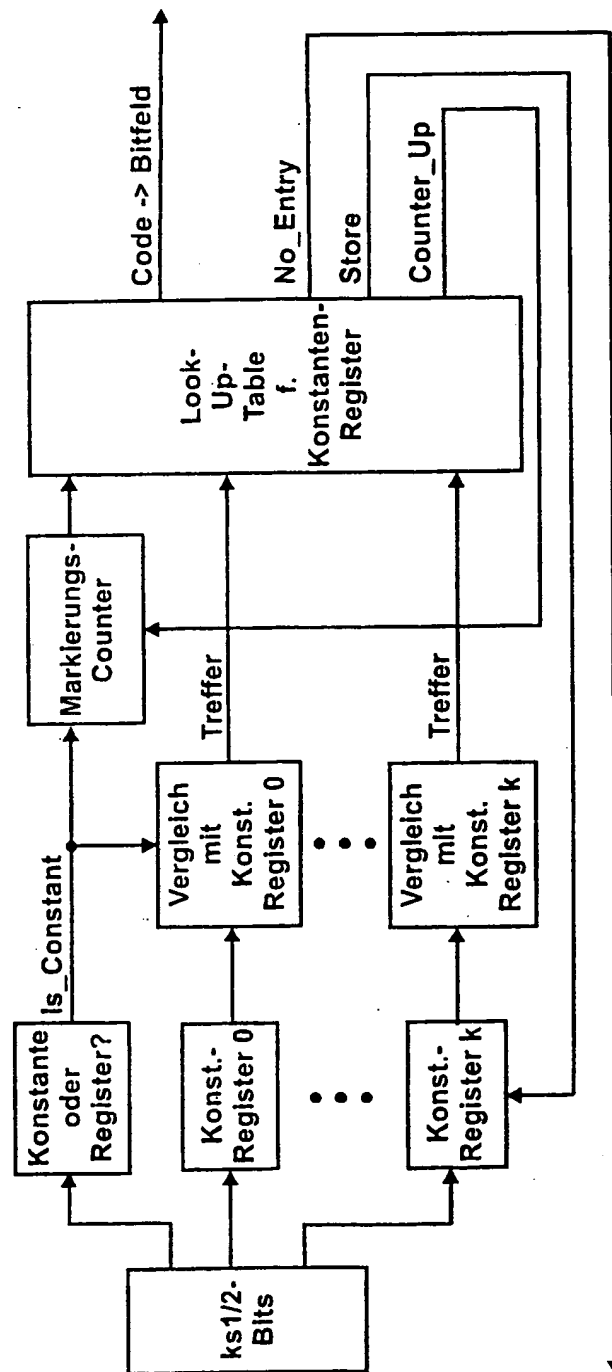 ks1/2-
Bits
Konstante
oder
Register?
Is_Constant
Konst.-
Register 0
Konst.-
Register k
Vergleich
mit
Konst.
Register 0
Vergleich
mit
Konst.
Register k
Treffer
Treffer
Markierungs-
Counter
Look-
Up-
Table
f.
Konstanten-
Register
Code -> Bitfeld
No_Entry
Store
Counter_Up